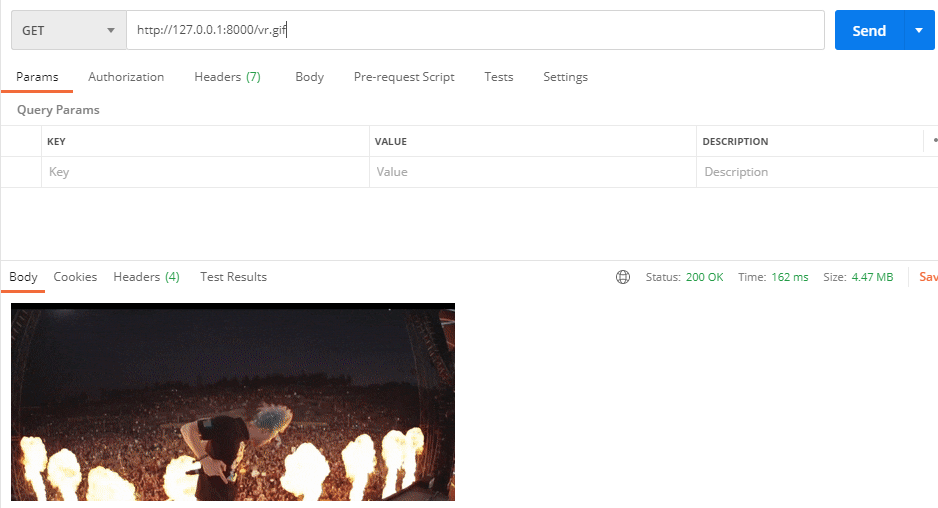 GET http://127.0.0.1:8000/vr.gif Send
Params Authorization Headers (7) Body Pre-request Script Tests Settings
Query Params
KEY VALUE DESCRIPTION
Key Value Description
Body Cookies Headers (4) Test Results Status: 200 OK Time: 162 ms Size: 4.47 MB Sav